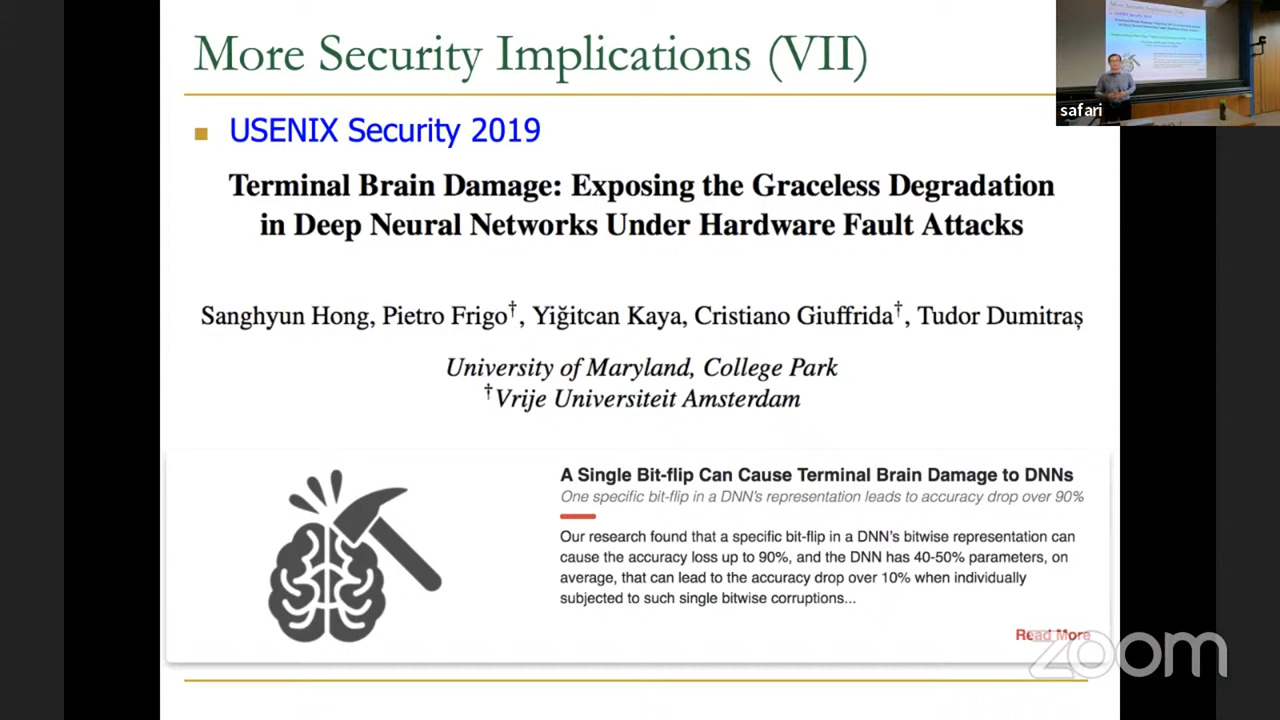 More Security Implications (VII)
safari
USENIX Security 2019
Terminal Brain Damage: Exposing the Graceless Degradation
in Deep Neural Networks Under Hardware Fault Attacks
Sanghyun Hong, Pietro Frigo†, Yiğitcan Kaya, Cristiano Giuffrida†, Tudor Dumitraş
University of Maryland, College Park
†Vrije Universiteit Amsterdam
A Single Bit-flip Can Cause Terminal Brain Damage to DNNs
One specific bit-flip in a DNN's representation leads to accuracy drop over 90%
Our research found that a specific bit-flip in a DNN's bitwise representation can
cause the accuracy loss up to 90%, and the DNN has 40-50% parameters, on
average, that can lead to the accuracy drop over 10% when individually
subjected to such single bitwise corruptions...
Read More
zoom